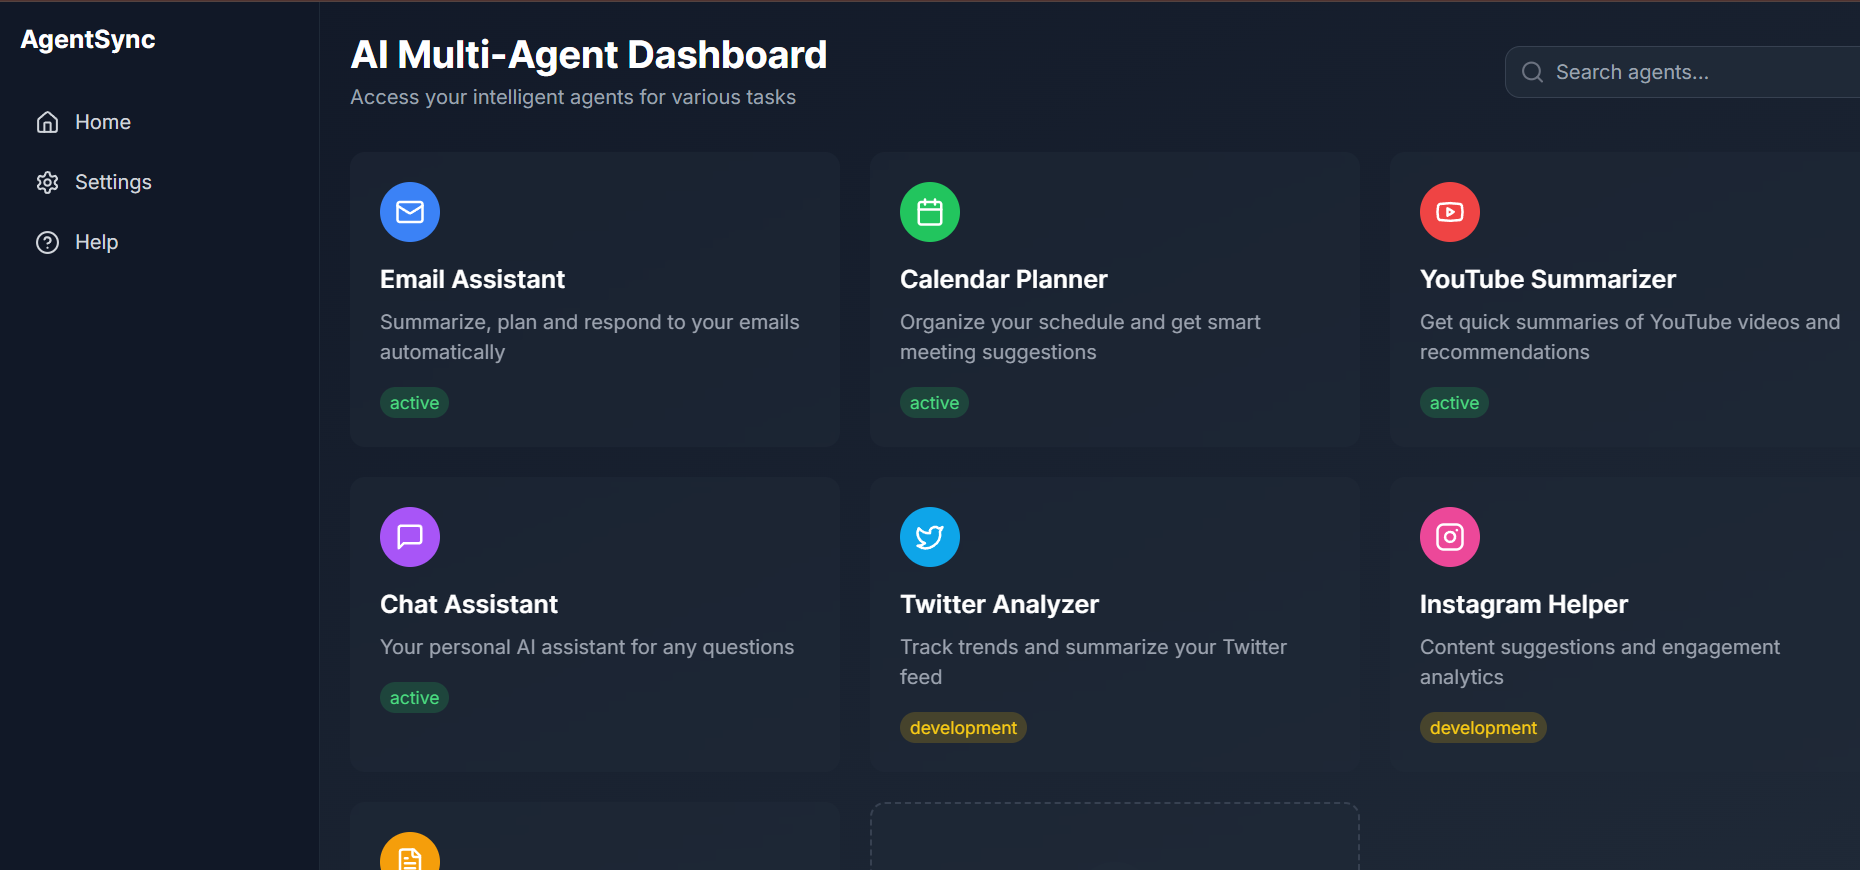 AgentSync
Home
Settings
Help
AI Multi-Agent Dashboard
Access your intelligent agents for various tasks
Search agents...
Email Assistant
Summarize, plan and respond to your emails
automatically
active
Calendar Planner
Organize your schedule and get smart
meeting suggestions
active
YouTube Summarizer
Get quick summaries of YouTube videos and
recommendations
active
Chat Assistant
Your personal AI assistant for any questions
active
Twitter Analyzer
Track trends and summarize your Twitter
feed
development
Instagram Helper
Content suggestions and engagement
analytics
development